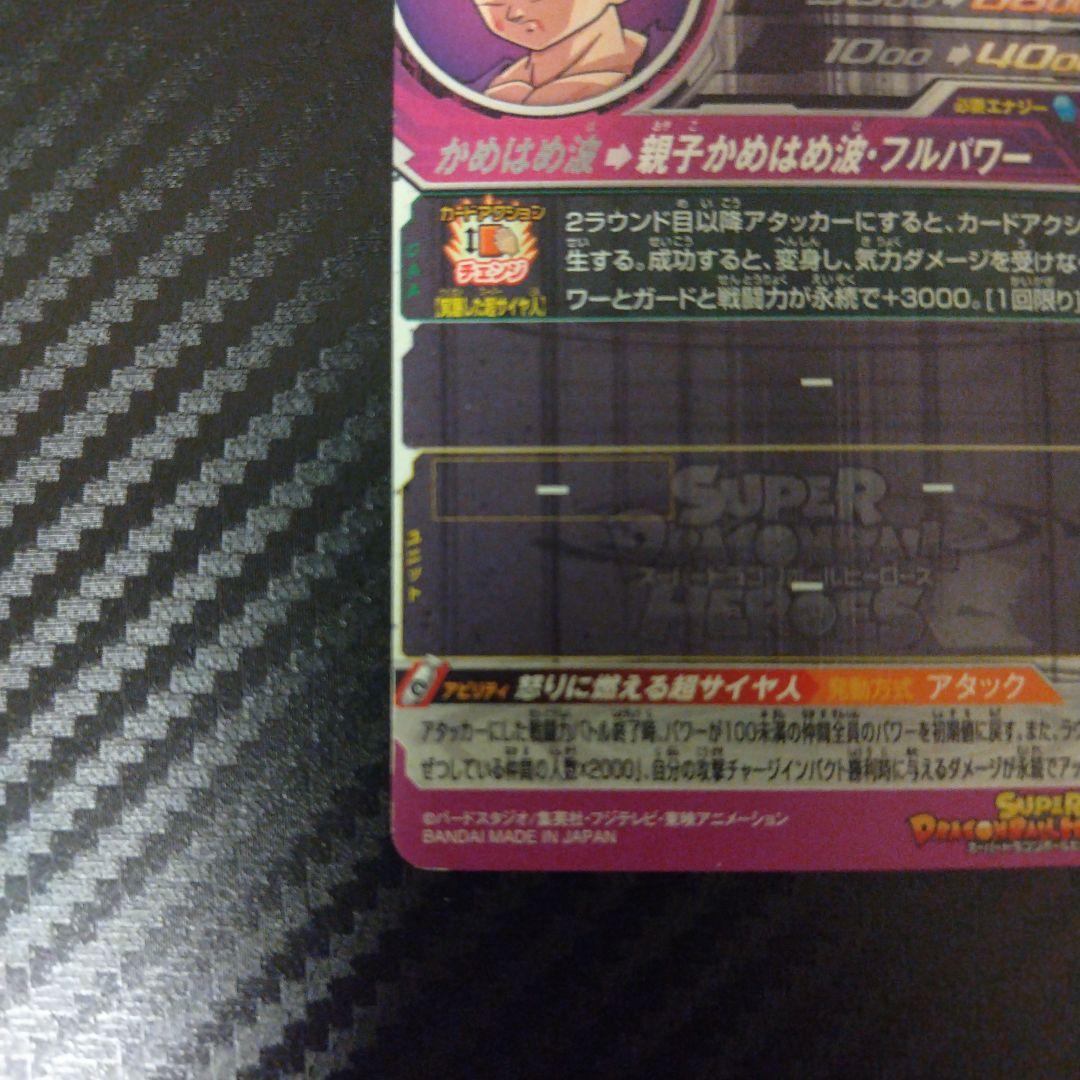 1000 ➡ 400
必要エナジー
かめはめ波➡親子かめはめ波・フルパワー
カードアクション
チェンジ
[覚醒した超サイヤ人]
2ラウンド目以降アタッカーにすると、カードアクシ
生する。成功すると、変身し、気力ダメージを受けな
ワーとガードと戦闘力が永続で+3000。[1回限り]
ユニット
SUPER
DRAGONBALL
スーパードラゴンボールヒーローズ
HEROES
アビリティ 怒りに燃える超サイヤ人 発動方式 アタック
アタッカーにした戦闘力バトル終了時、パワーが100未満の仲間全員のパワーを初期値に戻す。また、ラウ
ぜつしている仲間の人数×2000]、自分の攻撃チャージインパクト勝利時に与えるダメージが永続でアッ
©バードスタジオ/集英社・フジテレビ・東映アニメーション
BANDAI MADE IN JAPAN
SUPER
DRAGONBALL H